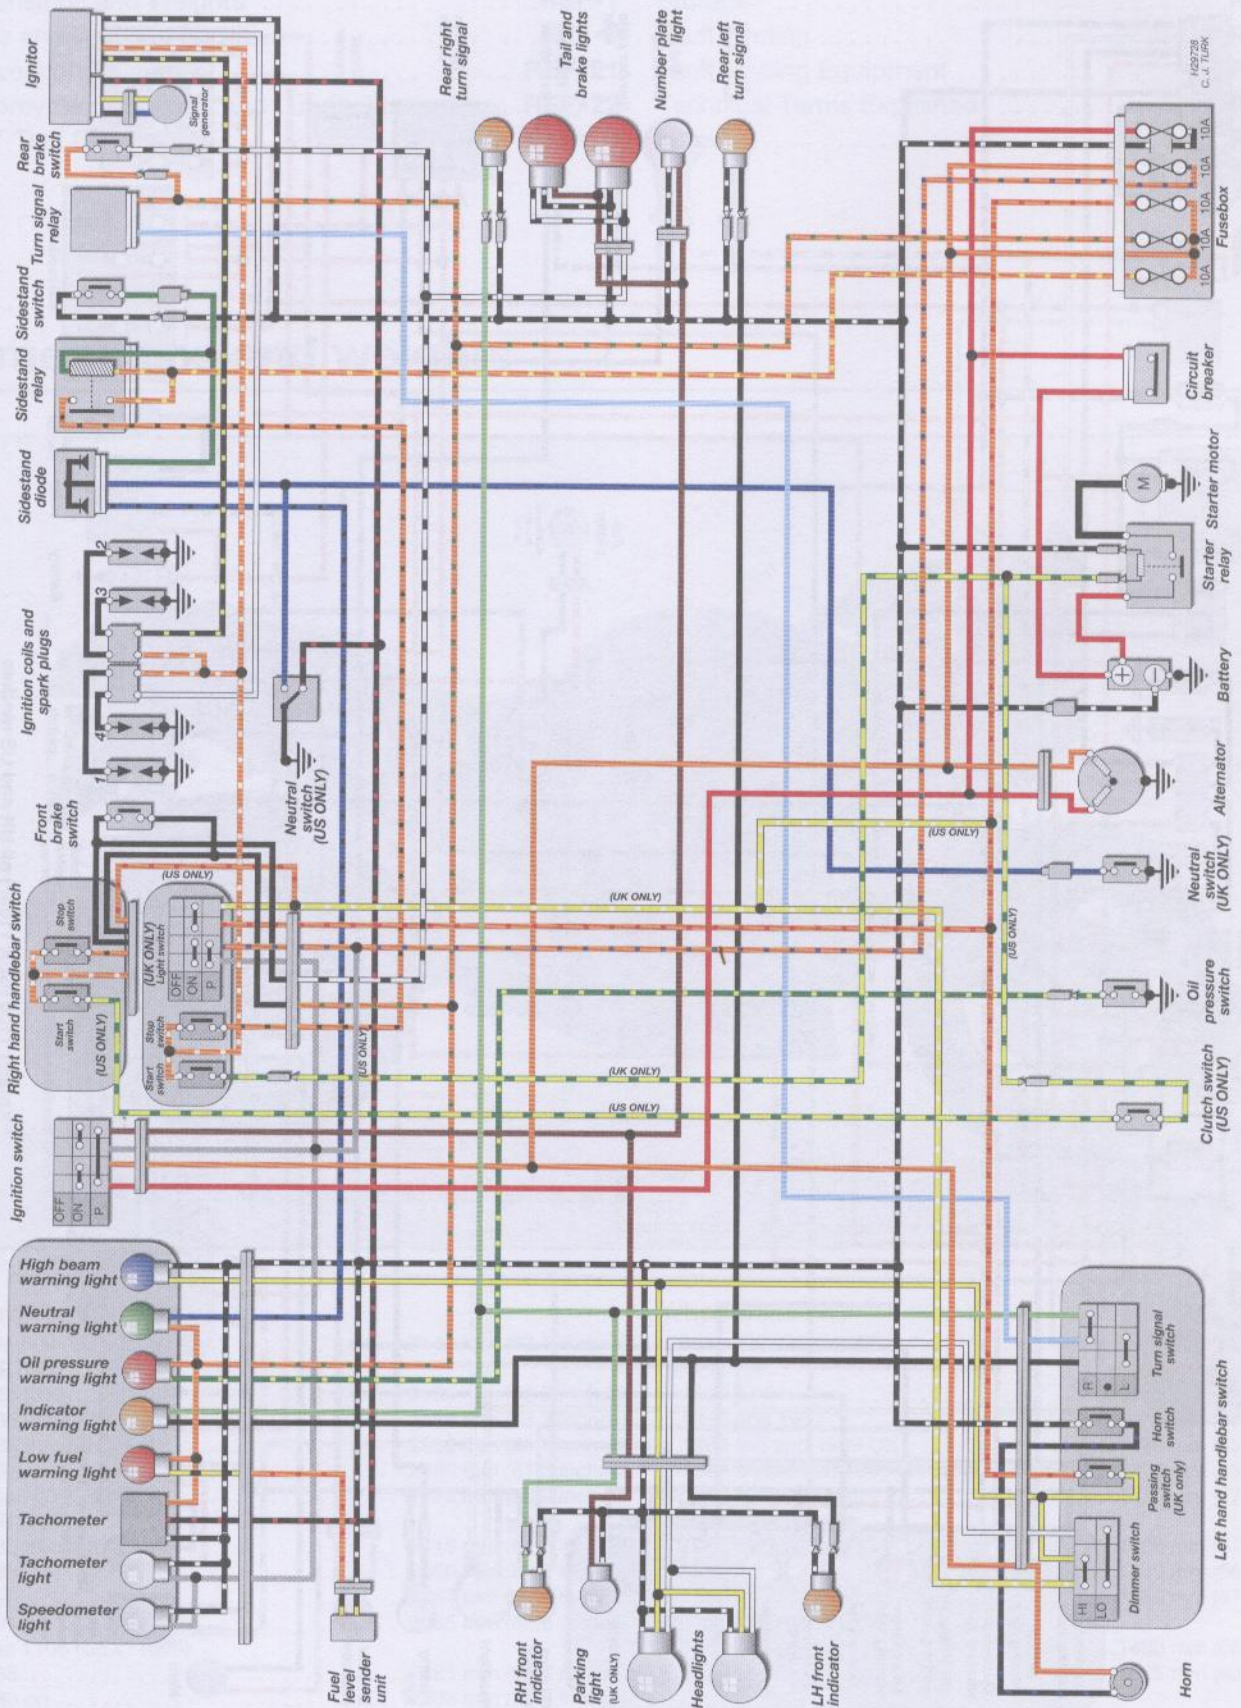 Ignitor
Signal
generator
Rear
brake
switch
Turn signal
relay
Sidestand
switch
Sidestand
relay
Sidestand
diode
Ignition coils and
spark plugs
2
3
4
1
Front
brake
switch
Right hand handlebar switch
Stop
switch
Start
switch
(US ONLY)
(UK ONLY)
Light switch
OFF
ON
P
Stop
switch
Start
switch
Ignition switch
OFF
ON
P
High beam
warning light
Neutral
warning light
Oil pressure
warning light
Indicator
warning light
Low fuel
warning light
Tachometer
Tachometer
light
Speedometer
light
Rear right
turn signal
Tail and
brake lights
Number plate
light
Rear left
turn signal
Neutral
switch
(US ONLY)
(US ONLY)
(US ONLY)
(UK ONLY)
(UK ONLY)
(US ONLY)
(US ONLY)
(US ONLY)
Fuel
level
sender
unit
RH front
indicator
Parking
light
(UK ONLY)
Headlights
LH front
indicator
H29728
C. J. TURK
10A
10A
10A
10A
10A
Fusebox
Circuit
breaker
M
Starter motor
Starter
relay
+
−
Battery
Alternator
Neutral
switch
(UK ONLY)
Oil
pressure
switch
Clutch switch
(US ONLY)
R
L
Turn signal
switch
Horn
switch
Passing
switch
(UK only)
HI
LO
Dimmer switch
Left hand handlebar switch
Horn